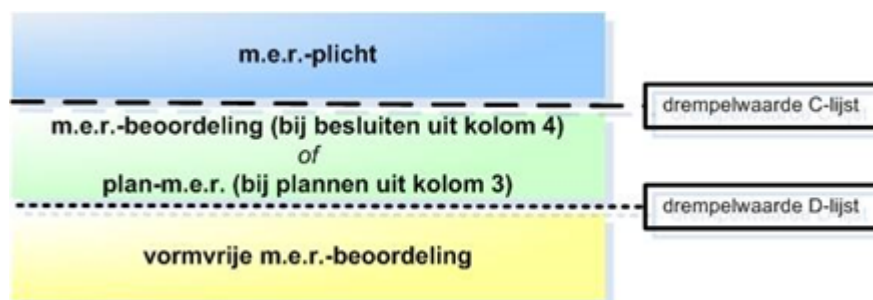 m.e.r.-plicht
drempelwaarde C-lijst
m.e.r.-beoordeling (bij besluiten uit kolom 4)
of
plan-m.e.r. (bij plannen uit kolom 3)
drempelwaarde D-lijst
vormvrije m.e.r.-beoordeling